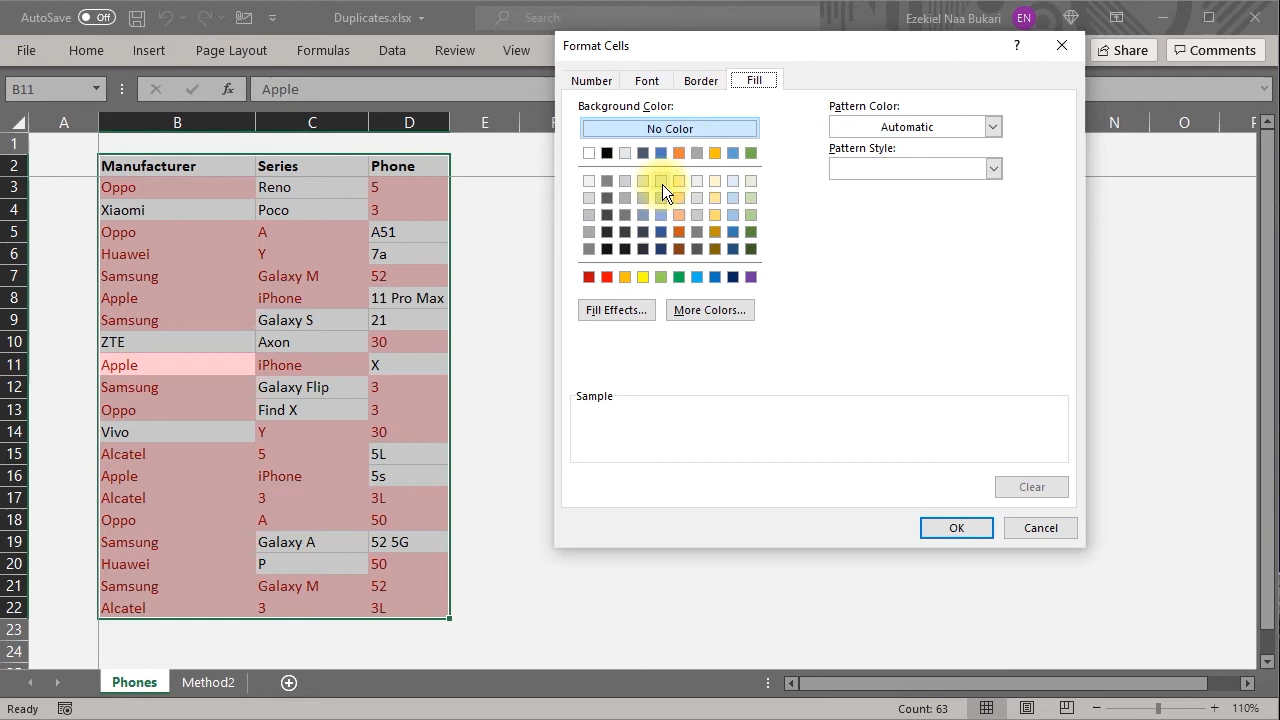 AutoSave Off Duplicates.xlsx Search Ezekiel Naa Bukari EN
File Home Insert Page Layout Formulas Data Review View Share Comments
B11 fx Apple
A B C D E F N O P
1
2 Manufacturer Series Phone
3 Oppo Reno 5
4 Xiaomi Poco 3
5 Oppo A A51
6 Huawei Y 7a
7 Samsung Galaxy M 52
8 Apple iPhone 11 Pro Max
9 Samsung Galaxy S 21
10 ZTE Axon 30
11 Apple iPhone X
12 Samsung Galaxy Flip 3
13 Oppo Find X 3
14 Vivo Y 30
15 Alcatel 5 5L
16 Apple iPhone 5s
17 Alcatel 3 3L
18 Oppo A 50
19 Samsung Galaxy A 52 5G
20 Huawei P 50
21 Samsung Galaxy M 52
22 Alcatel 3 3L
23
24
Format Cells ?
Number Font Border Fill
Background Color: Pattern Color:
No Color Automatic
Pattern Style:
Fill Effects... More Colors...
Sample
Clear
OK Cancel
Phones Method2
Ready Count: 63 110%